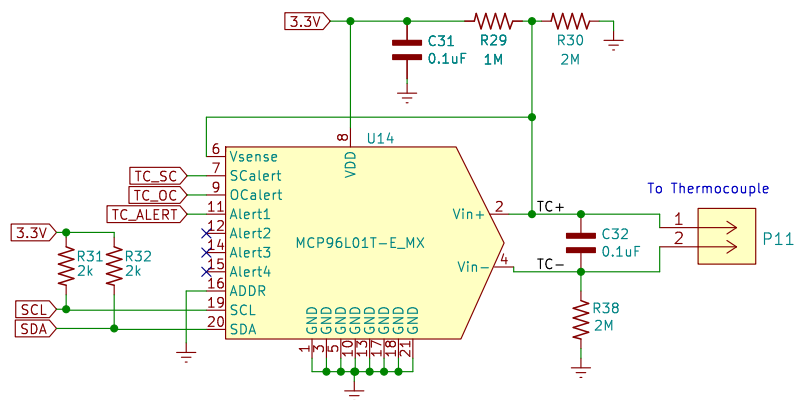 3.3V
C31
0.1uF
R29
1M
R30
2M
U14
8
VDD
6
Vsense
TC_SC
7
SCalert
TC_OC
9
OCalert
TC_ALERT
11
Alert1
12
Alert2
14
Alert3
15
Alert4
16
ADDR
19
SCL
20
SDA
MCP96L01T-E_MX
Vin+
2
TC+
Vin-
4
TC-
To Thermocouple
1
2
P11
C32
0.1uF
R38
2M
3.3V
R31
2k
R32
2k
SCL
SDA
GND
GND
GND
GND
GND
GND
GND
GND
1
3
5
10
13
17
18
21